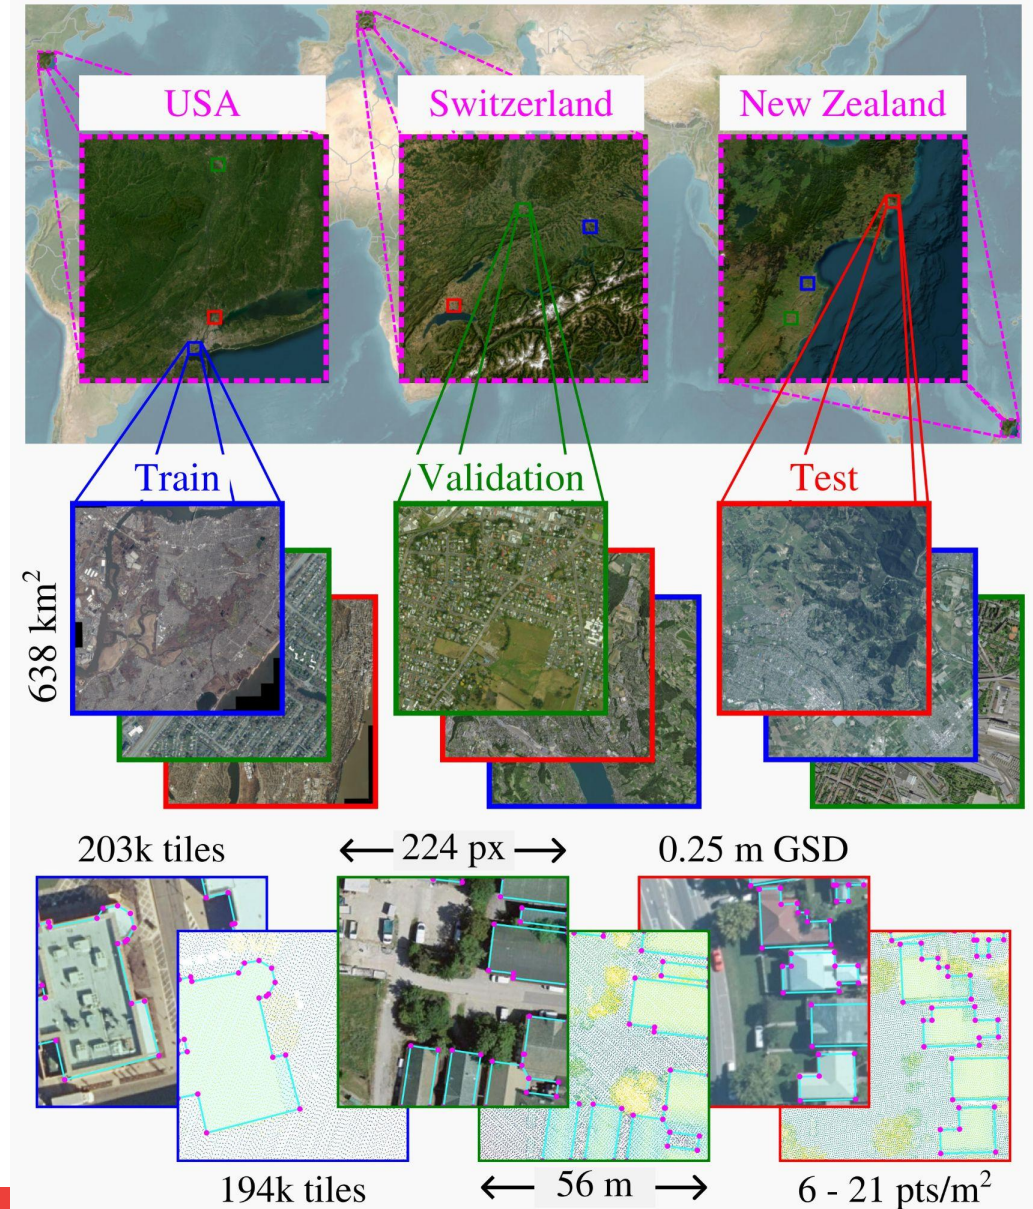 USA
Switzerland
New Zealand
Train
Validation
Test
638 km²
203k tiles
224 px
0.25 m GSD
194k tiles
56 m
6 - 21 pts/m²